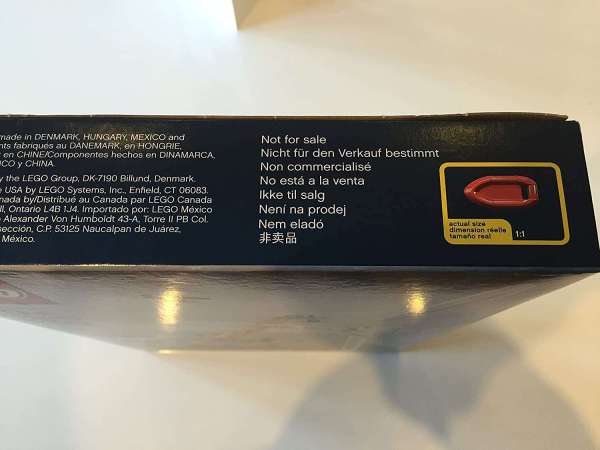 made in DENMARK, HUNGARY, MEXICO and
nts fabriqués au DANEMARK, en HONGRIE,
en CHINE/Componentes hechos en DINAMARCA,
ICO y CHINA.
by the LEGO Group, DK-7190 Billund, Denmark.
USA by LEGO Systems, Inc., Enfield, CT 06083.
nada by/Distribué au Canada par LEGO Canada
ll, Ontario L4B 1J4. Importado por: LEGO México
Alexander Von Humboldt 43-A, Torre II PB Col.
sección, C.P. 53125 Naucalpan de Juárez,
México.
Not for sale
Nicht für den Verkauf bestimmt
Non commercialisé
No está a la venta
Ikke til salg
Není na prodej
Nem eladó
非卖品
actual size
dimension réelle
tamaño real
1:1